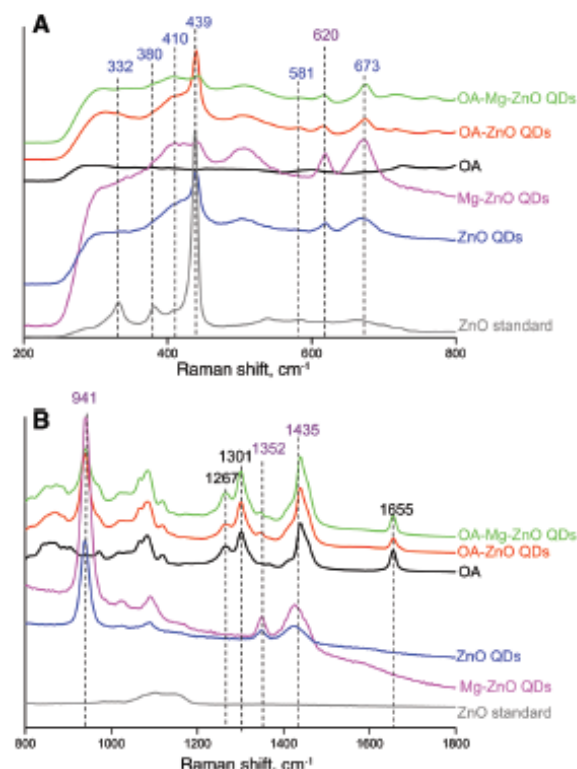 A
439
410
380
332
620
581
673
OA-Mg-ZnO QDs
OA-ZnO QDs
OA
Mg-ZnO QDs
ZnO QDs
ZnO standard
200 400 600 800
Raman shift, cm-1
B
941
1301
1267
1352
1435
1655
OA-Mg-ZnO QDs
OA-ZnO QDs
OA
ZnO QDs
Mg-ZnO QDs
ZnO standard
800 1000 1200 1400 1600 1800
Raman shift, cm-1